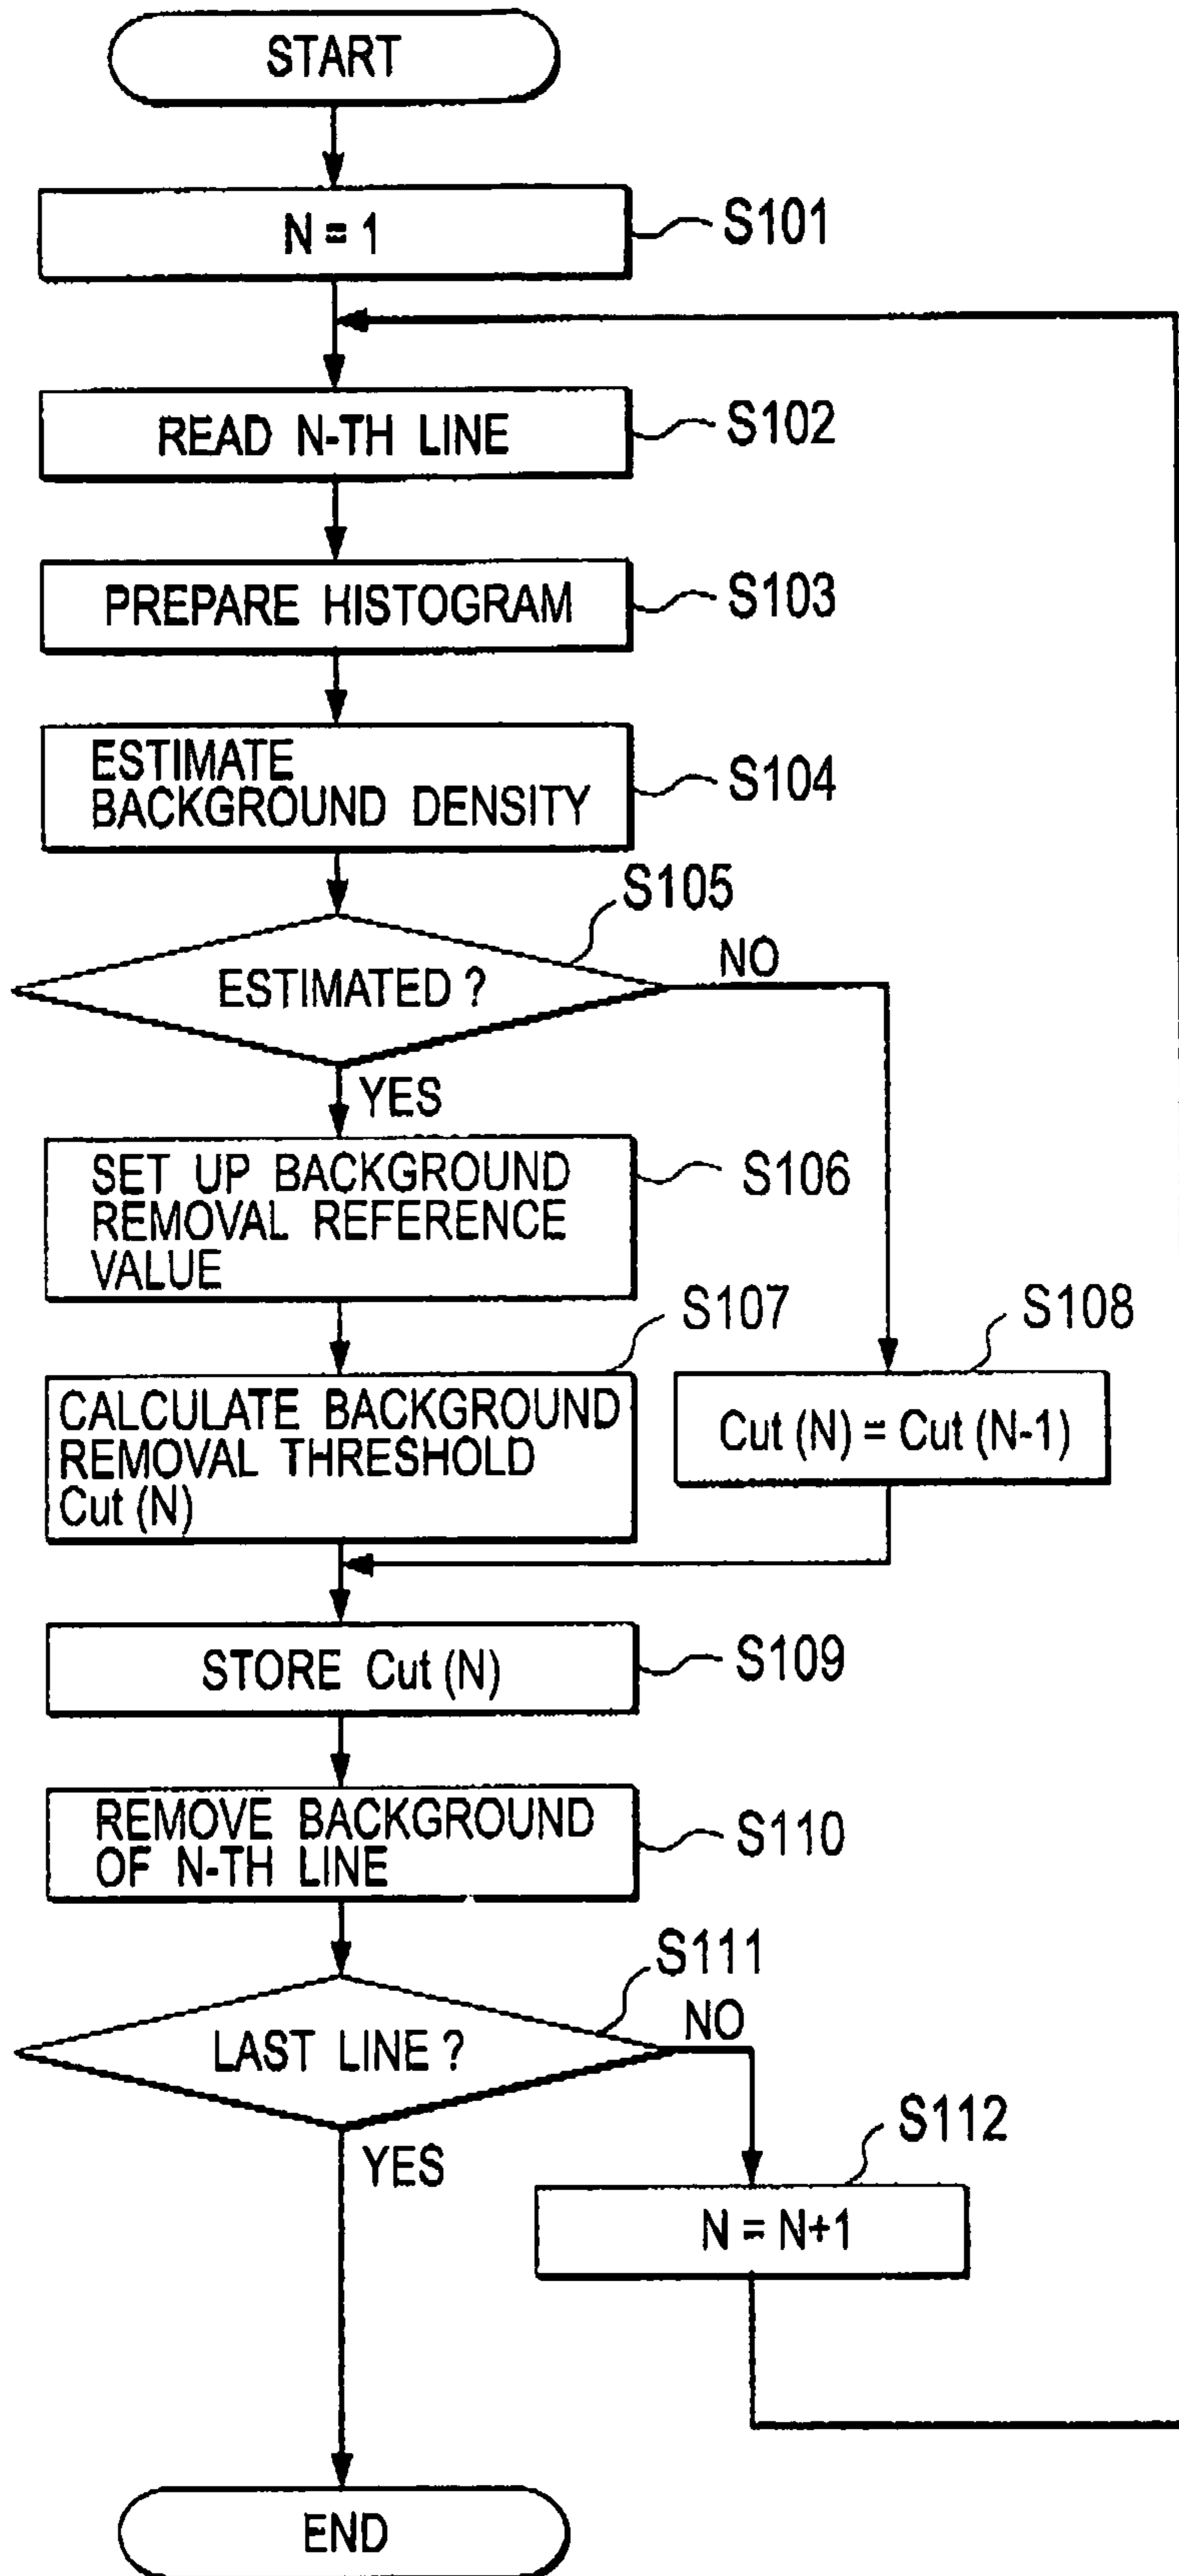 START
N = 1
S101
READ N-TH LINE
S102
PREPARE HISTOGRAM
S103
ESTIMATE
BACKGROUND DENSITY
S104
S105
ESTIMATED ?
NO
YES
SET UP BACKGROUND
REMOVAL REFERENCE
VALUE
S106
S107
CALCULATE BACKGROUND
REMOVAL THRESHOLD
Cut (N)
S108
Cut (N) = Cut (N-1)
STORE Cut (N)
S109
REMOVE BACKGROUND
OF N-TH LINE
S110
S111
LAST LINE ?
NO
YES
S112
N = N+1
END